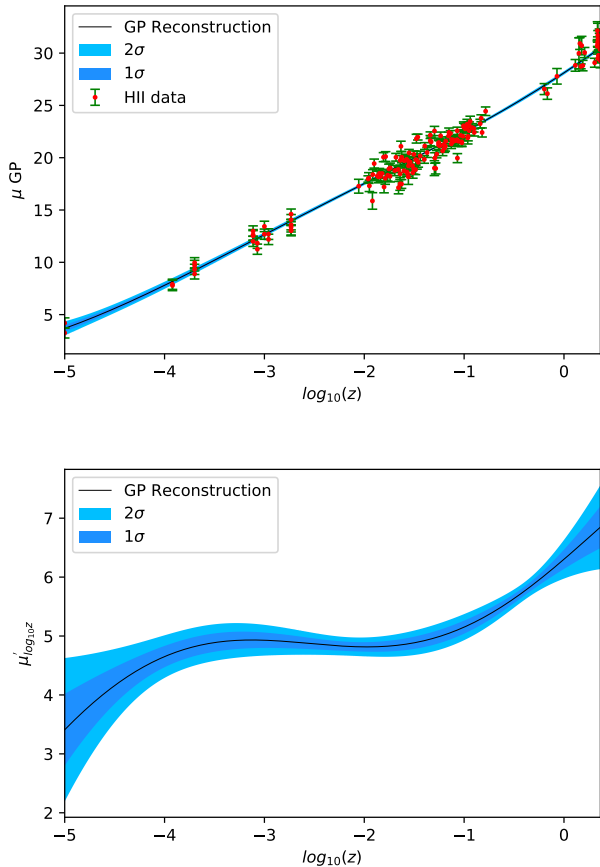 GP Reconstruction
2σ
1σ
HII data
30
25
20
15
10
5
μ GP
−5 −4 −3 −2 −1 0
log₁₀(z)
GP Reconstruction
2σ
1σ
7
6
5
4
3
2
μ′log₁₀z
−5 −4 −3 −2 −1 0
log₁₀(z)